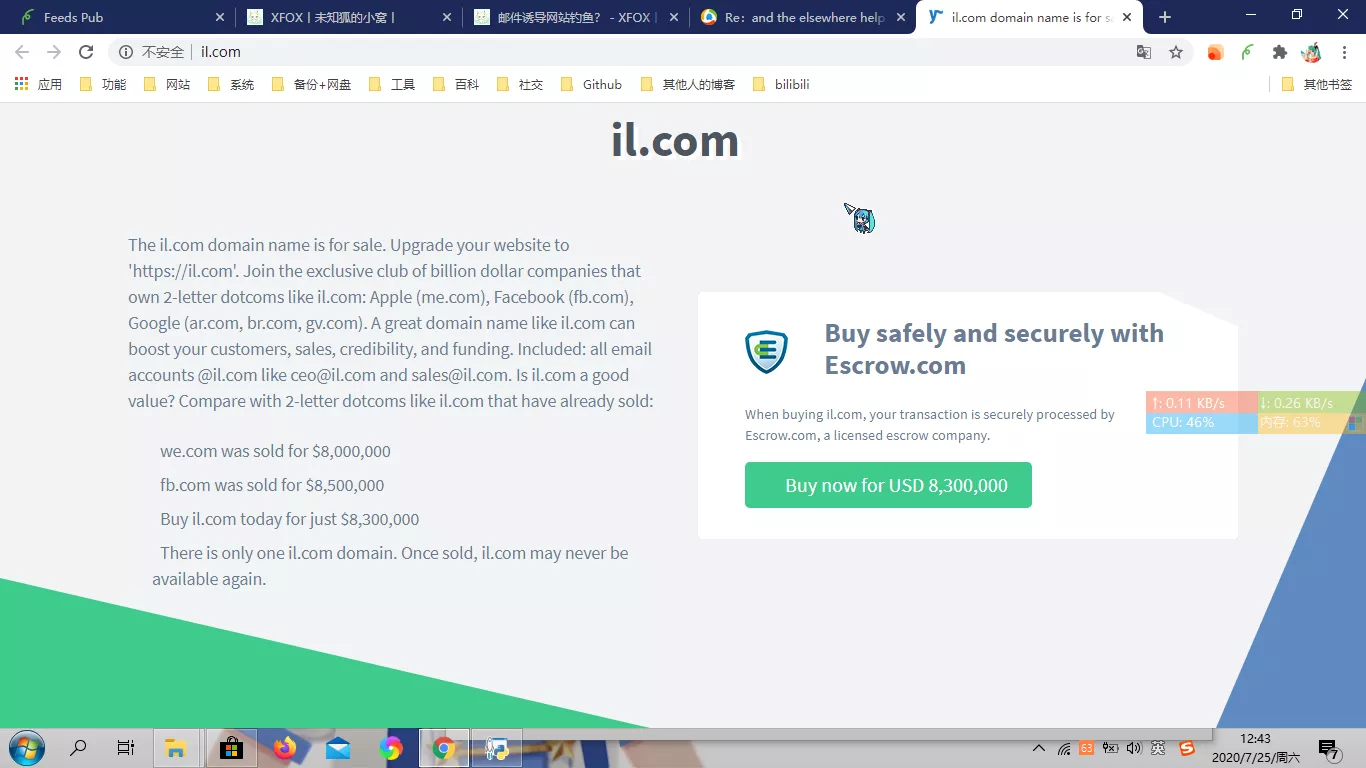 Feeds Pub
XFOX丨未知狐的小窝丨
邮件诱导网站钓鱼? - XFOX丨
Re：and the elsewhere help
il.com domain name is for s
不安全
il.com
应用
功能
网站
系统
备份+网盘
工具
百科
社交
Github
其他人的博客
bilibili
其他书签
il.com
The il.com domain name is for sale. Upgrade your website to
'https://il.com'. Join the exclusive club of billion dollar companies that
own 2-letter dotcoms like il.com: Apple (me.com), Facebook (fb.com),
Google (ar.com, br.com, gv.com). A great domain name like il.com can
boost your customers, sales, credibility, and funding. Included: all email
accounts @il.com like ceo@il.com and sales@il.com. Is il.com a good
value? Compare with 2-letter dotcoms like il.com that have already sold:
we.com was sold for $8,000,000
fb.com was sold for $8,500,000
Buy il.com today for just $8,300,000
There is only one il.com domain. Once sold, il.com may never be
available again.
Buy safely and securely with
Escrow.com
When buying il.com, your transaction is securely processed by
Escrow.com, a licensed escrow company.
Buy now for USD 8,300,000
↑: 0.11 KB/s
↓: 0.26 KB/s
CPU: 46%
内存: 63%
63
英
12:43
2020/7/25/周六
7